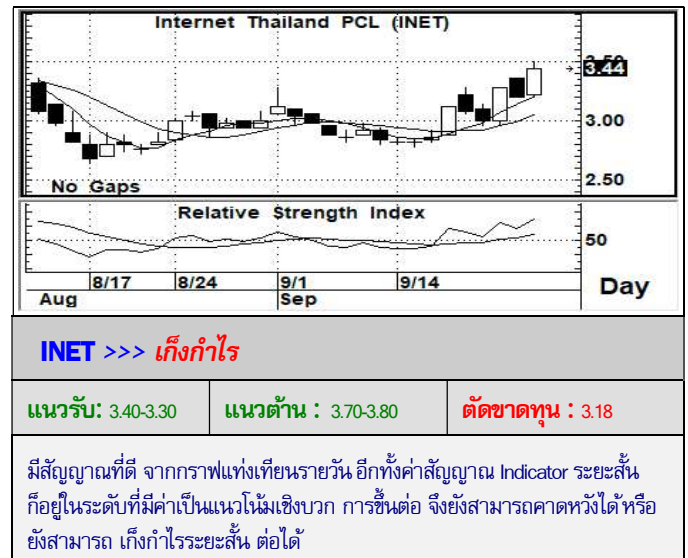 Internet Thailand PCL (INET)
3.50
3.44
3.00
2.50
No Gaps
Relative Strength Index
50
8/17 8/24 9/1 9/14
Aug Sep
Day
INET >>> เก็งกำไร
แนวรับ: 3.40-3.30 แนวต้าน : 3.70-3.80 ตัดขาดทุน : 3.18
มีสัญญาณที่ดี จากกราฟแท่งเทียนรายวัน อีกทั้งค่าสัญญาณ Indicator ระยะสั้น
ก็อยู่ในระดับที่มีค่าเป็นแนวโน้มเชิงบวก การขึ้นต่อ จึงยังสามารถคาดหวังได้ หรือ
ยังสามารถ เก็งกำไรระยะสั้น ต่อได้